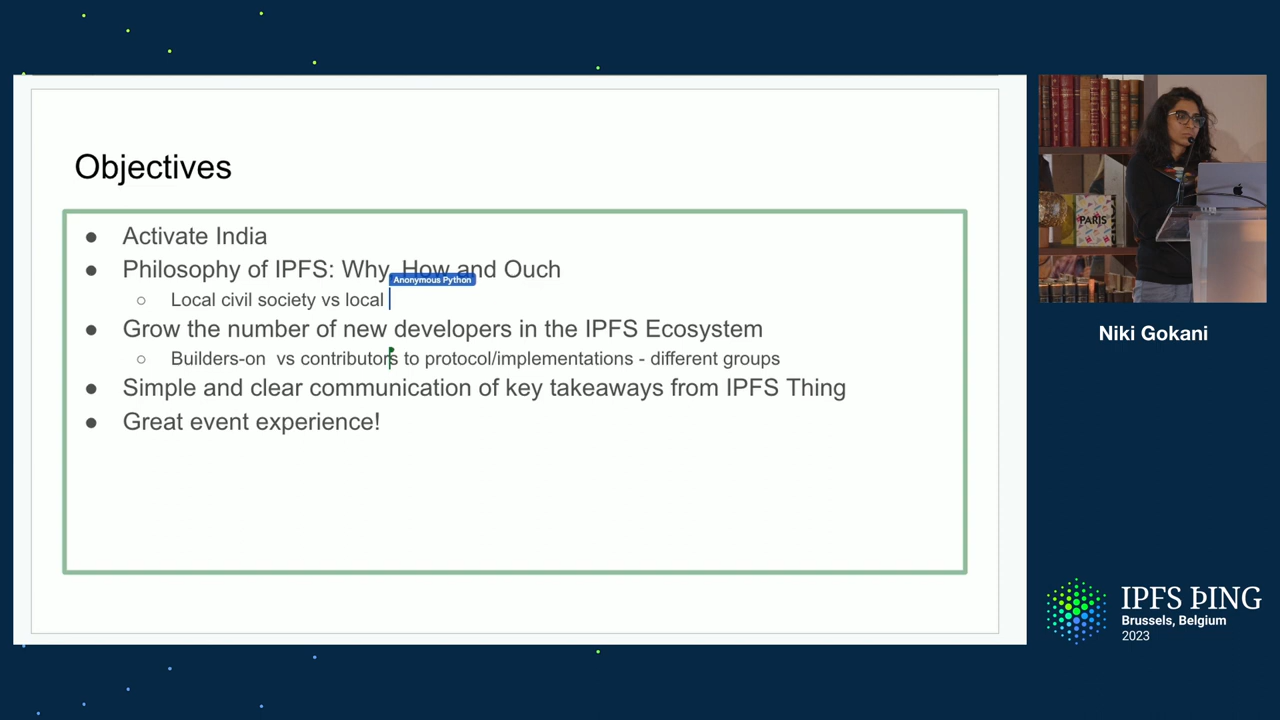 Objectives
● Activate India
● Philosophy of IPFS: Why, How and Ouch
Anonymous Python
○ Local civil society vs local
● Grow the number of new developers in the IPFS Ecosystem
○ Builders-on  vs contributors to protocol/implementations - different groups
● Simple and clear communication of key takeaways from IPFS Thing
● Great event experience!
PARIS
Niki Gokani
IPFS ÞING
Brussels, Belgium
2023